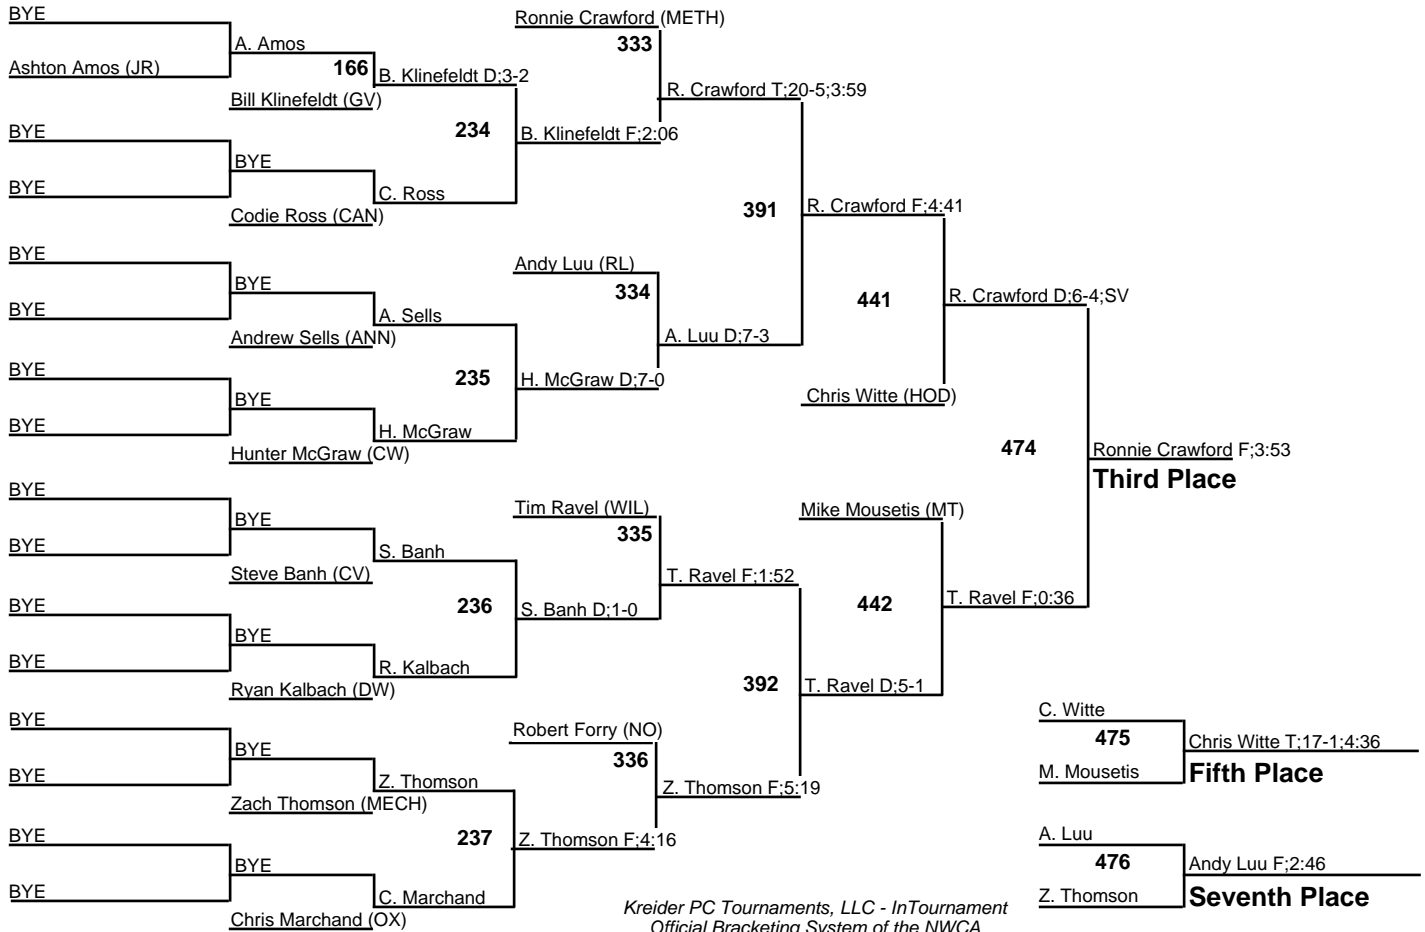 BYE
Ronnie Crawford (METH)
A. Amos
333
Ashton Amos (JR)
166
B. Klinefeldt D;3-2
R. Crawford T;20-5;3:59
Bill Klinefeldt (GV)
BYE
234
B. Klinefeldt F;2:06
BYE
BYE
C. Ross
Codie Ross (CAN)
391
R. Crawford F;4:41
BYE
Andy Luu (RL)
BYE
334
441
R. Crawford D;6-4;SV
BYE
A. Sells
Andrew Sells (ANN)
A. Luu D;7-3
BYE
235
H. McGraw D;7-0
BYE
Chris Witte (HOD)
BYE
H. McGraw
Hunter McGraw (CW)
474
Ronnie Crawford F;3:53
Third Place
BYE
Tim Ravel (WIL)
Mike Mousetis (MT)
BYE
335
BYE
S. Banh
Steve Banh (CV)
T. Ravel F;1:52
BYE
236
S. Banh D;1-0
442
T. Ravel F;0:36
BYE
BYE
R. Kalbach
Ryan Kalbach (DW)
392
T. Ravel D;5-1
BYE
Robert Forry (NO)
C. Witte
BYE
336
475
Chris Witte T;17-1;4:36
BYE
Z. Thomson
M. Mousetis
Fifth Place
Zach Thomson (MECH)
Z. Thomson F;5:19
BYE
237
Z. Thomson F;4:16
A. Luu
BYE
476
Andy Luu F;2:46
BYE
C. Marchand
Z. Thomson
Seventh Place
Chris Marchand (OX)
Kreider PC Tournaments, LLC - InTournament
Official Bracketing System of the NWCA